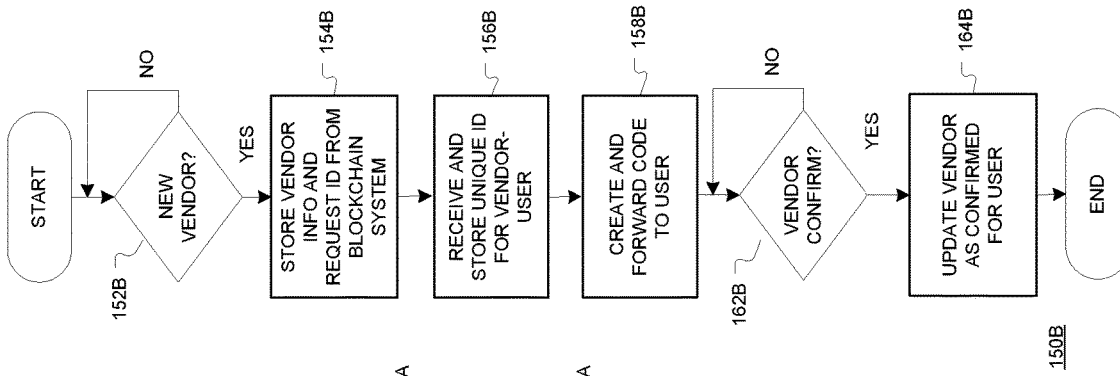 START
NO
NEW
VENDOR?
152B
YES
154B
STORE VENDOR
INFO AND
REQUEST ID FROM
BLOCKCHAIN
SYSTEM
156B
RECEIVE AND
STORE UNIQUE ID
FOR VENDOR-
USER
A
158B
CREATE AND
FORWARD CODE
TO USER
A
NO
162B
VENDOR
CONFIRM?
YES
164B
UPDATE VENDOR
AS CONFIRMED
FOR USER
END
150B